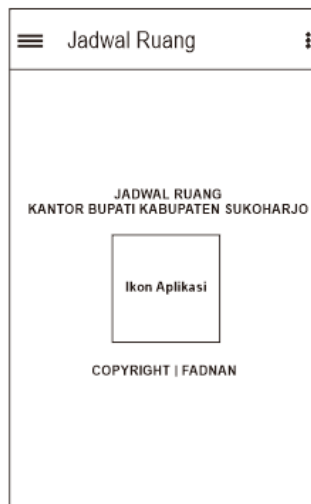 Jadwal Ruang
JADWAL RUANG
KANTOR BUPATI KABUPATEN SUKOHARJO
Ikon Aplikasi
COPYRIGHT | FADNAN